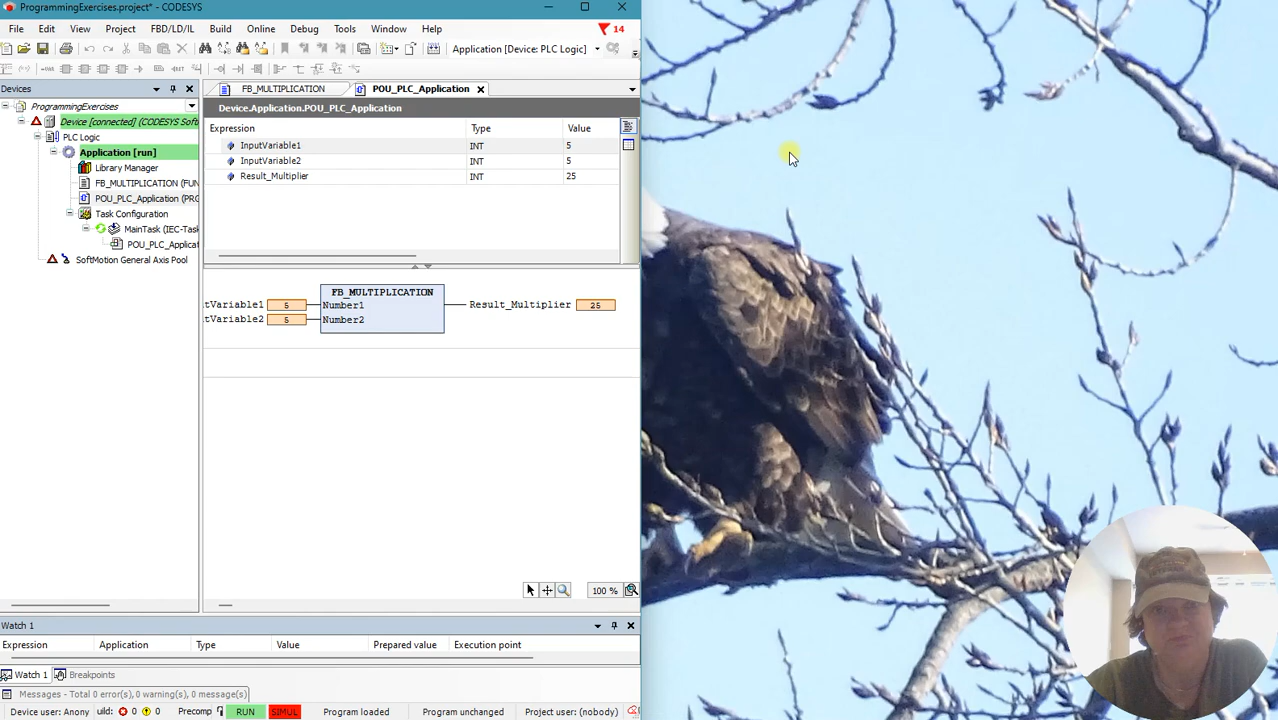 ProgrammingExercises.project* - CODESYS
File Edit View Project FBD/LD/IL Build Online Debug Tools Window Help 14
Application [Device: PLC Logic]
Devices
FB_MULTIPLICATION POU_PLC_Application
ProgrammingExercises
Device [connected] (CODESYS Soft
PLC Logic
Application [run]
Library Manager
FB_MULTIPLICATION (FUN
POU_PLC_Application (PRC
Task Configuration
MainTask (IEC-Task
POU_PLC_Applicat
SoftMotion General Axis Pool
Device.Application.POU_PLC_Application
Expression Type Value
InputVariable1 INT 5
InputVariable2 INT 5
Result_Multiplier INT 25
FB_MULTIPLICATION
tVariable1 5 Number1 Result_Multiplier 25
tVariable2 5 Number2
100 %
Watch 1
Expression Application Type Value Prepared value Execution point
Watch 1 Breakpoints
Messages - Total 0 error(s), 0 warning(s), 0 message(s)
Device user: Anony uild: 0 0 Precomp RUN SIMUL Program loaded Program unchanged Project user: (nobody)